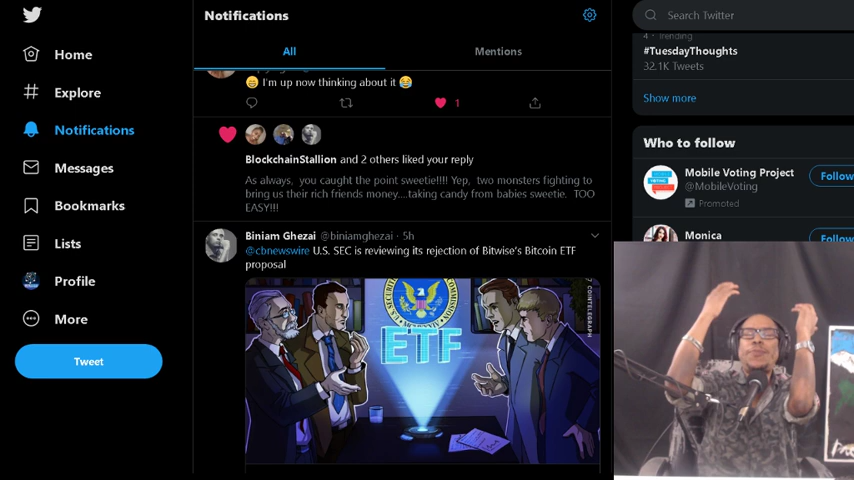 Notifications
All
Mentions
😁 I'm up now thinking about it 😂
1
BlockchainStallion and 2 others liked your reply
As always, you caught the point sweetie!!!! Yep, two monsters fighting to
bring us their rich friends money....taking candy from babies sweetie. TOO
EASY!!!
Biniam Ghezai @biniamghezai · 5h
@cbnewswire U.S. SEC is reviewing its rejection of Bitwise's Bitcoin ETF
proposal
COMMISSION
ETF
COINTELEGRAPH
Home
Explore
Notifications
Messages
Bookmarks
Lists
Profile
More
Tweet
Search Twitter
4 · Trending
#TuesdayThoughts
32.1K Tweets
Show more
Who to follow
Mobile Voting Project
@MobileVoting
Promoted
Follow
Monica
Follow